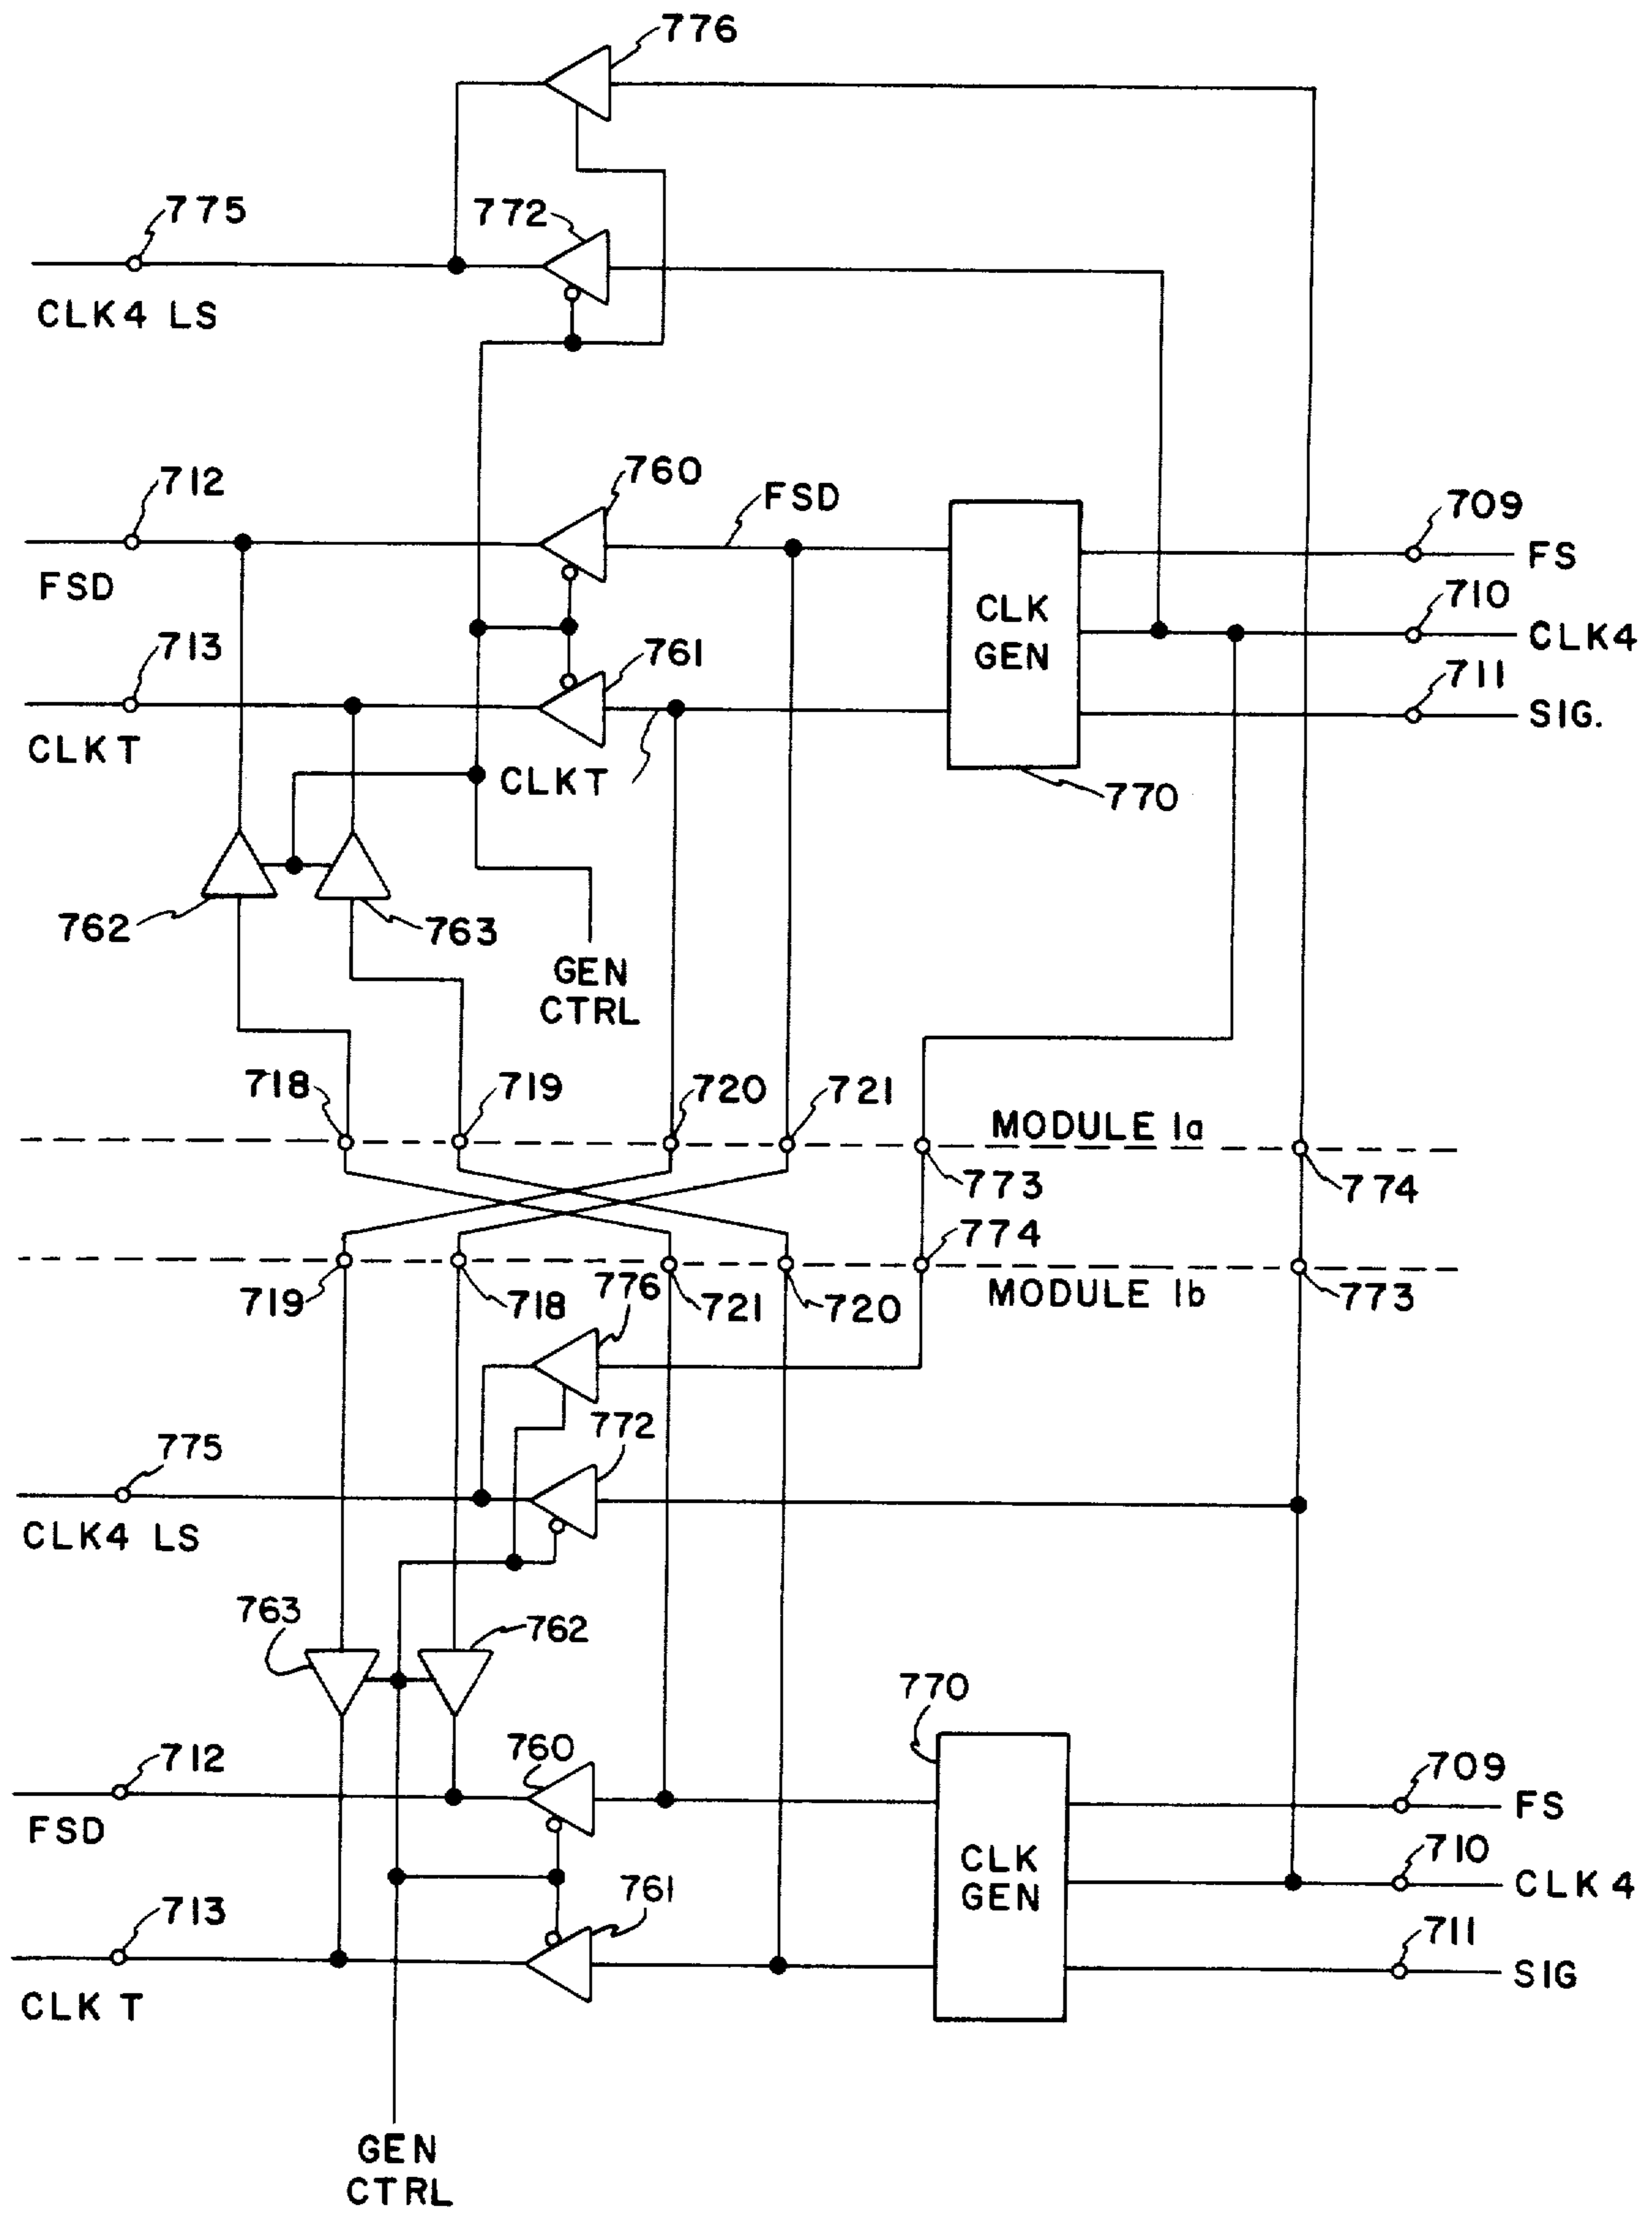 776
775
772
CLK4 LS
712
760
FSD
709
FS
FSD
CLK
GEN
710
CLK4
713
761
711
SIG.
CLKT
CLKT
770
762
763
GEN
CTRL
718
719
720
721
MODULE 1a
773
774
774
719
718
776
721
720
MODULE 1b
773
775
772
CLK4 LS
763
762
770
712
760
709
FSD
FS
CLK
GEN
710
CLK4
713
761
711
SIG
CLK T
GEN
CTRL